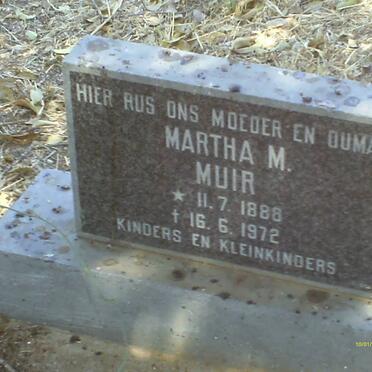 HIER RUS ONS MOEDER EN OUMA
MARTHA M.
MUIR
* 11.7.1888
† 16.6.1972
KINDERS EN KLEINKINDERS